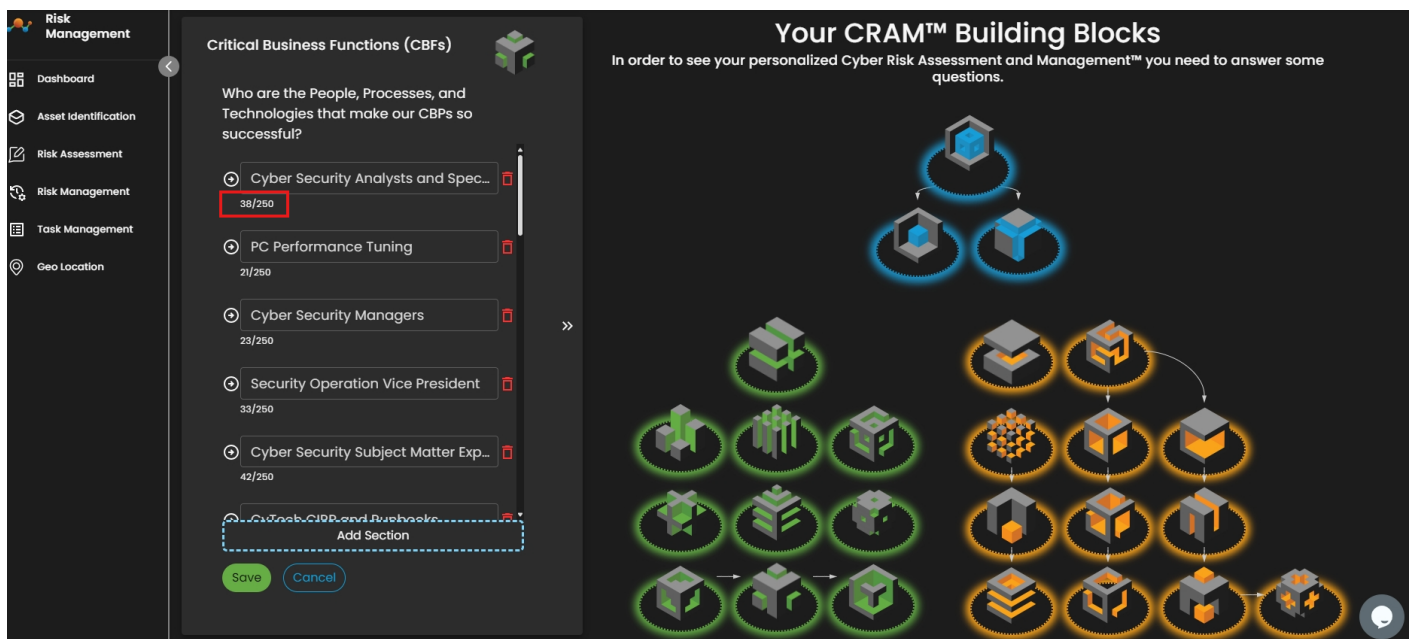 Risk
Management
Dashboard
Asset Identification
Risk Assessment
Risk Management
Task Management
Geo Location
Critical Business Functions (CBFs)
Who are the People, Processes, and
Technologies that make our CBPs so
successful?
Cyber Security Analysts and Spec...
38/250
PC Performance Tuning
21/250
Cyber Security Managers
23/250
Security Operation Vice President
33/250
Cyber Security Subject Matter Exp...
42/250
CyTech CIRP and Runbooks
Add Section
Save
Cancel
Your CRAM™ Building Blocks
In order to see your personalized Cyber Risk Assessment and Management™ you need to answer some
questions.